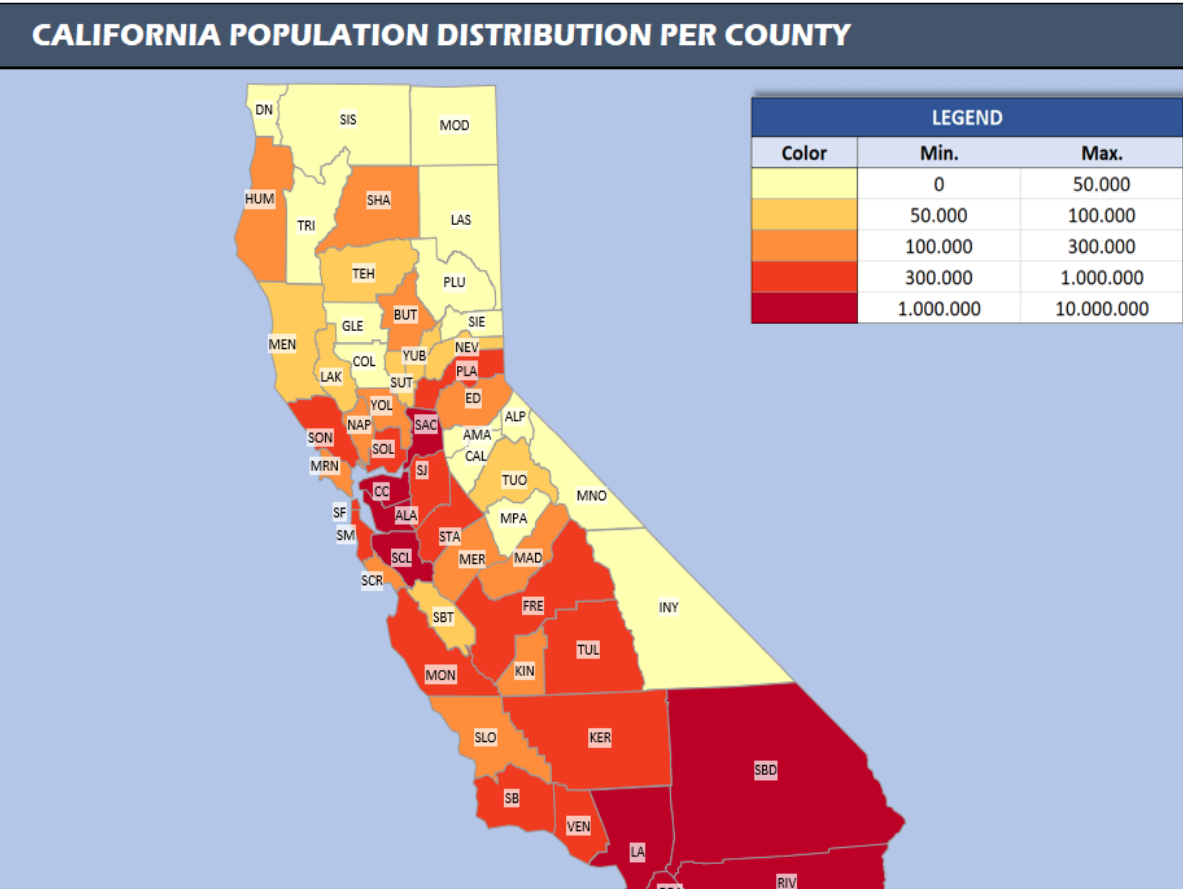 CALIFORNIA POPULATION DISTRIBUTION PER COUNTY
LEGEND
Color Min. Max.
0 50.000
50.000 100.000
100.000 300.000
300.000 1.000.000
1.000.000 10.000.000
DN
SIS
MOD
HUM
SHA
TRI
LAS
TEH
PLU
BUT
SIE
GLE
MEN
NEV
YUB
COL
PLA
LAK
SUT
ED
YOL
ALP
NAP
SAC
AMA
SON
SOL
CAL
MRN
SJ
TUO
CC
MNO
SF
ALA
MPA
SM
STA
SCL
MER
MAD
SCR
FRE
INY
SBT
TUL
KIN
MON
SLO
KER
SBD
SB
VEN
LA
RIV